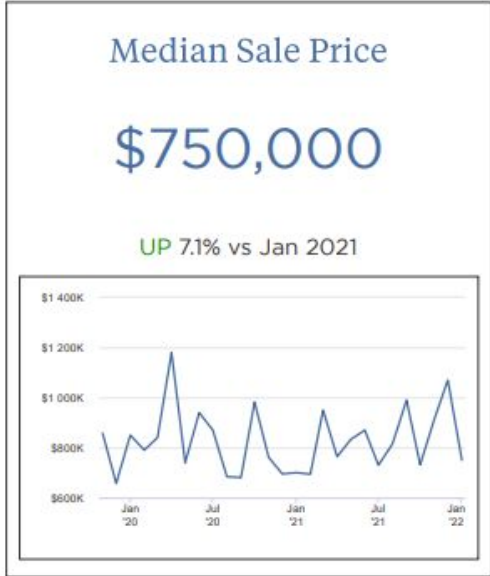 Median Sale Price
$750,000
UP 7.1% vs Jan 2021
$1 400K
$1 200K
$1 000K
$800K
$600K
Jan Jul Jan Jul Jan
'20 '20 '21 '21 '22